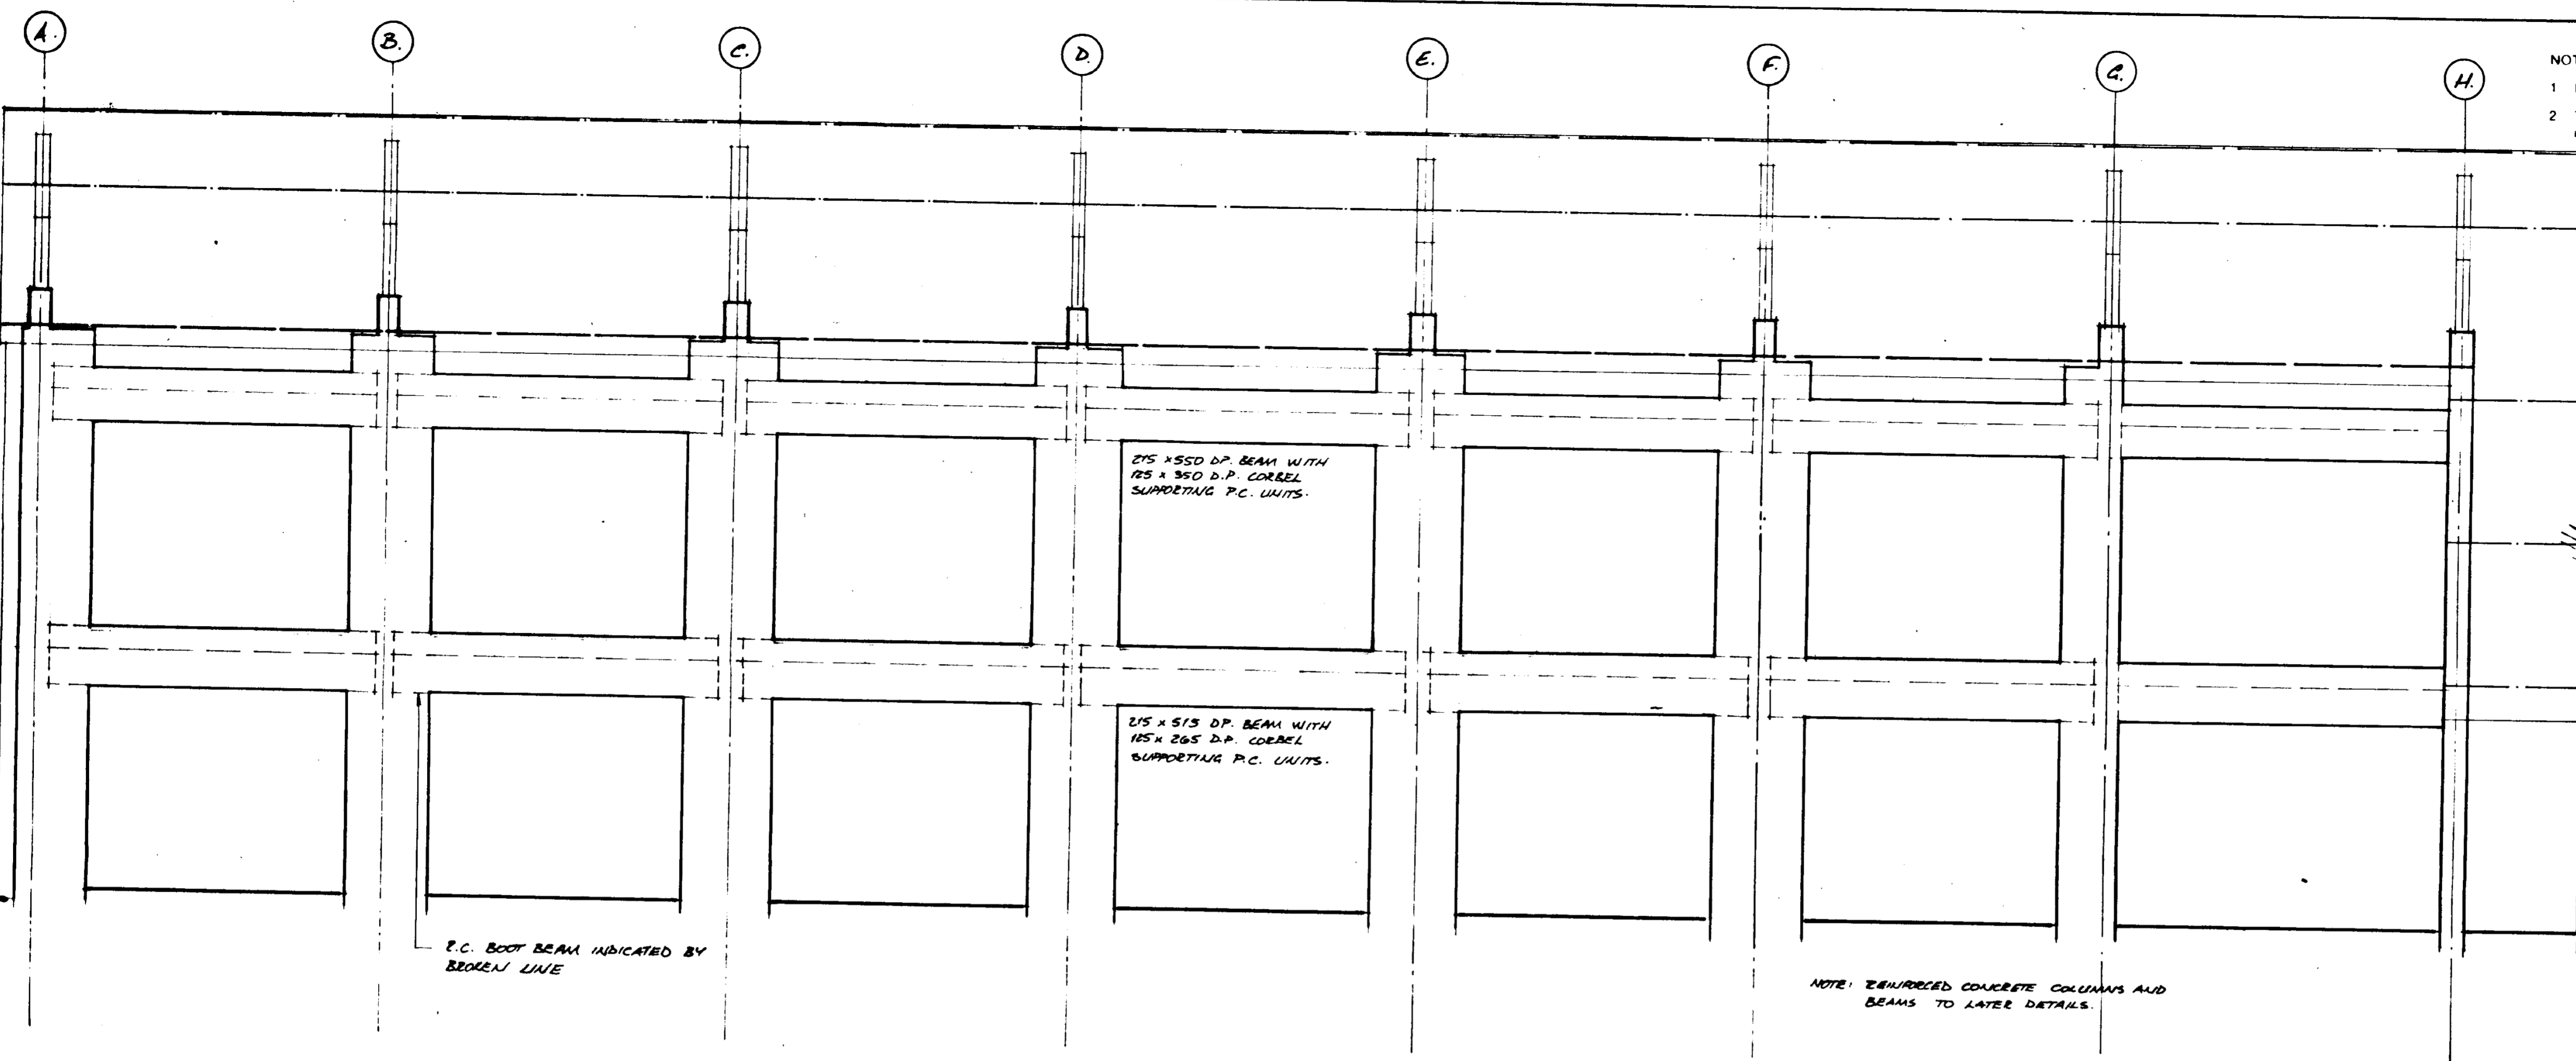 A.
B.
C.
D.
E.
F.
G.
H.
1
2
215 x 550 DP. BEAM WITH
125 x 350 D.P. CORBEL
SUPPORTING P.C. UNITS.
215 x 515 DP. BEAM WITH
125 x 265 D.P. CORBEL
SUPPORTING P.C. UNITS.
R.C. BOOT BEAM INDICATED BY
BROKEN LINE
NOTE: REINFORCED CONCRETE COLUMNS AND
BEAMS TO LATER DETAILS.